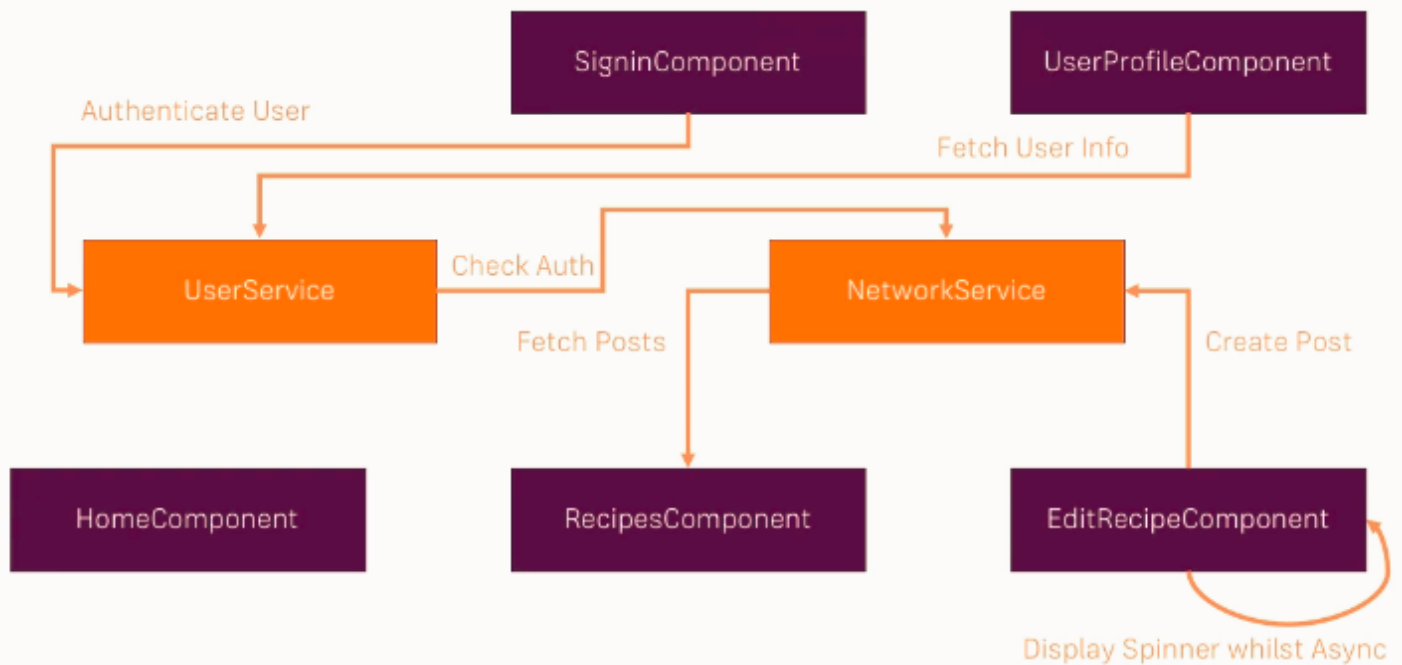 SigninComponent
UserProfileComponent
Authenticate User
Fetch User Info
UserService
Check Auth
NetworkService
Fetch Posts
Create Post
HomeComponent
RecipesComponent
EditRecipeComponent
Display Spinner whilst Async